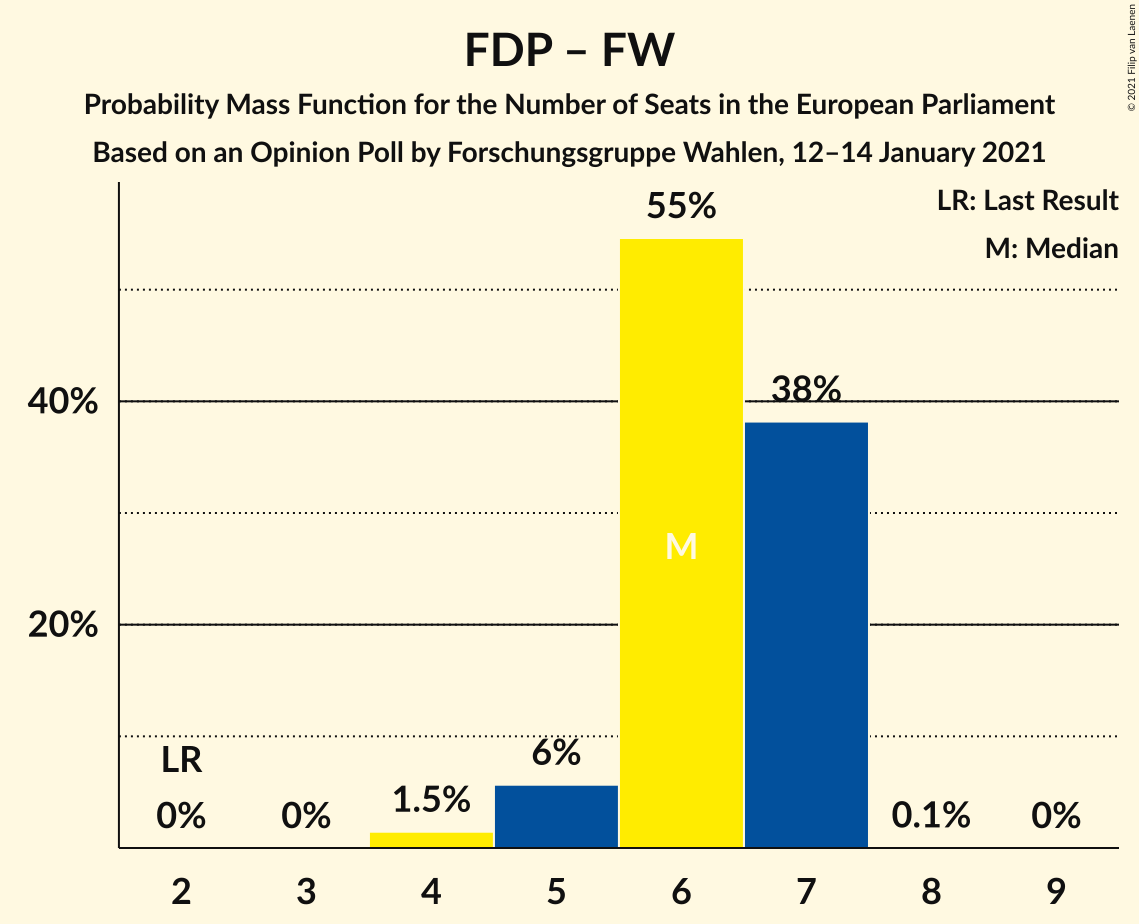 FDP – FW
Probability Mass Function for the Number of Seats in the European Parliament
Based on an Opinion Poll by Forschungsgruppe Wahlen, 12–14 January 2021
© 2021 Filip van Laenen
LR: Last Result
M: Median
55%
40%
38%
M
20%
LR
0%
0%
1.5%
6%
0.1%
0%
2 3 4 5 6 7 8 9